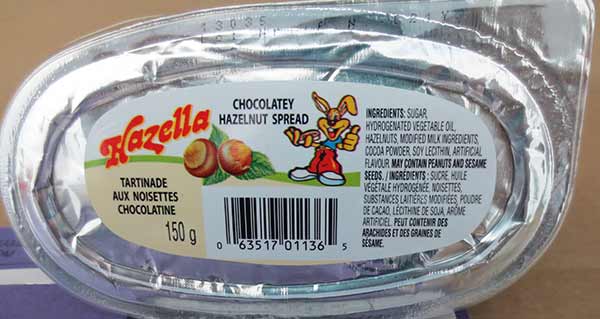 Hazella
CHOCOLATEY
HAZELNUT SPREAD
TARTINADE
AUX NOISETTES
CHOCOLATINE
150 g
0 63517 01136 5
INGREDIENTS: SUGAR,
HYDROGENATED VEGETABLE OIL,
HAZELNUTS, MODIFIED MILK INGREDIENTS,
COCOA POWDER, SOY LECITHIN, ARTIFICIAL
FLAVOUR. MAY CONTAIN PEANUTS AND SESAME
SEEDS. / INGRÉDIENTS : SUCRE, HUILE
VÉGÉTALE HYDROGÉNÉE, NOISETTES,
SUBSTANCES LAITIÈRES MODIFIÉES, POUDRE
DE CACAO, LÉCITHINE DE SOJA, ARÔME
ARTIFICIEL. PEUT CONTENIR DES
ARACHIDES ET DES GRAINES DE
SÉSAME.